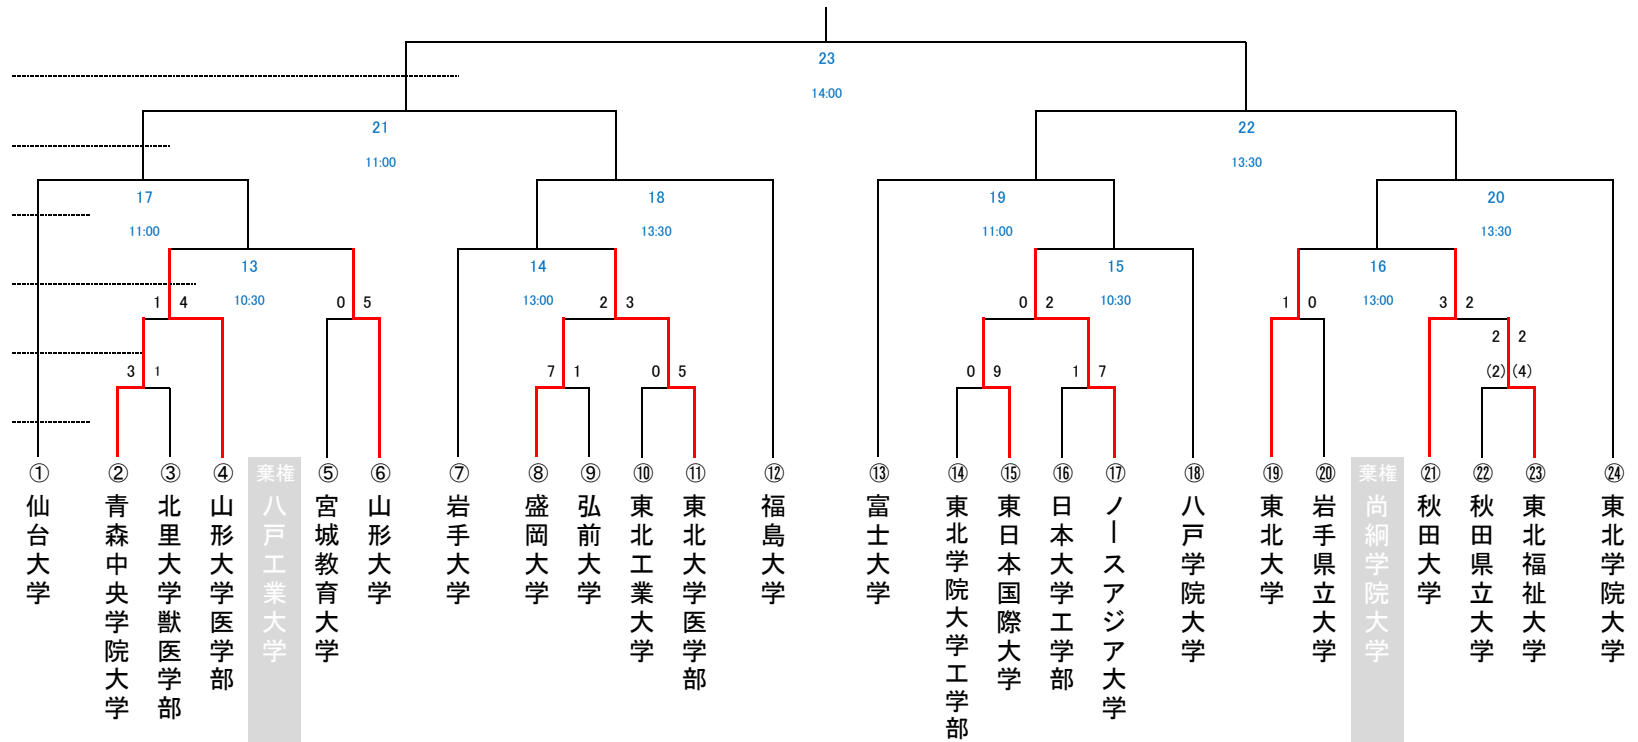 23
14:00
21
22
11:00
13:30
17
18
19
20
11:00
13:30
11:00
13:30
13
14
15
16
1 4
10:30
0 5
13:00
2 3
0 2
10:30
1 0
13:00
3 2
2 2
3 1
7 1
0 5
0 9
1 7
(2) (4)
①
仙台大学
②
青森中央学院大学
③
北里大学獣医学部
④
山形大学医学部
棄権
八戸工業大学
⑤
宮城教育大学
⑥
山形大学
⑦
岩手大学
⑧
盛岡大学
⑨
弘前大学
⑩
東北工業大学
⑪
東北大学医学部
⑫
福島大学
⑬
富士大学
⑭
東北学院大学工学部
⑮
東日本国際大学
⑯
日本大学工学部
⑰
ノースアジア大学
⑱
八戸学院大学
⑲
東北大学
⑳
岩手県立大学
棄権
尚絅学院大学
㉑
秋田大学
㉒
秋田県立大学
㉓
東北福祉大学
㉔
東北学院大学